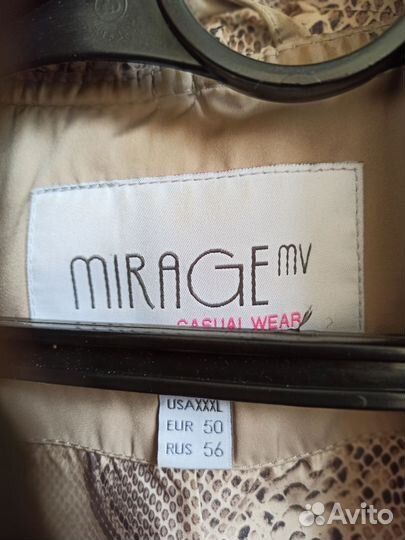 MIRAGE MV
CASUAL WEAR
USA XXXL
EUR 50
RUS 56
Avito